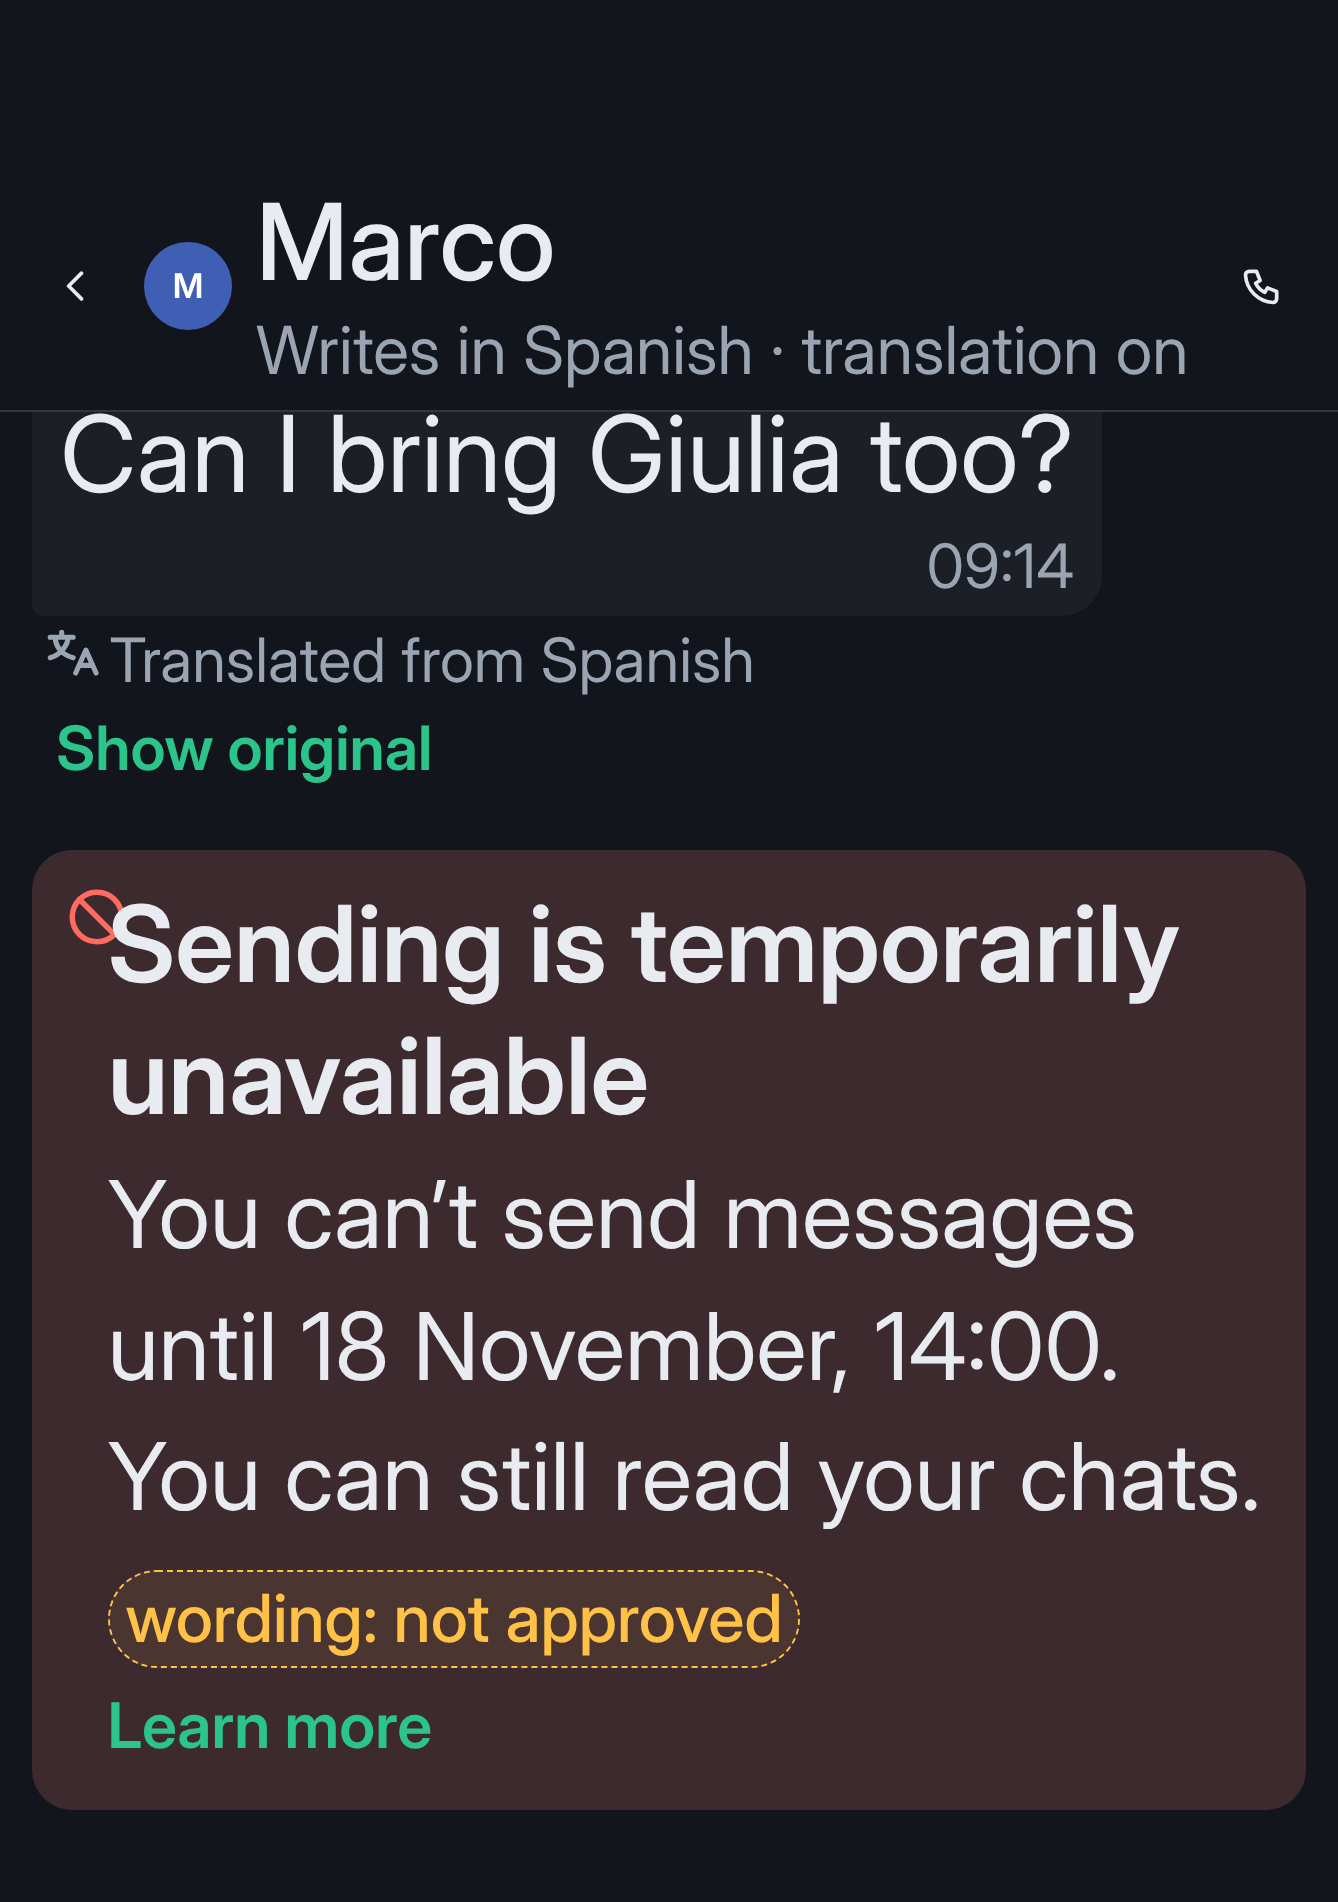 Marco
M
Writes in Spanish · translation on
Can I bring Giulia too?
09:14
Translated from Spanish
Show original
Sending is temporarily
unavailable
You can’t send messages
until 18 November, 14:00.
You can still read your chats.
wording: not approved
Learn more